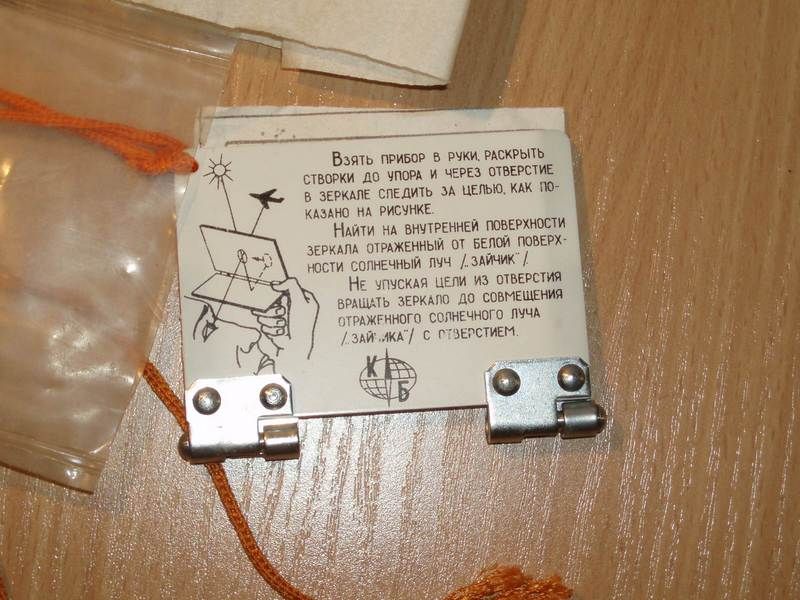 Взять прибор в руки, раскрыть
створки до упора и через отверстие
в зеркале следить за целью, как по-
казано на рисунке.
Найти на внутренней поверхности
зеркала отраженный от белой поверх-
ности солнечный луч /„зайчик"/
Не упуская цели из отверстия
вращать зеркало до совмещения
отраженного солнечного луча
/„зайчика"/ с отверстием.
К Б